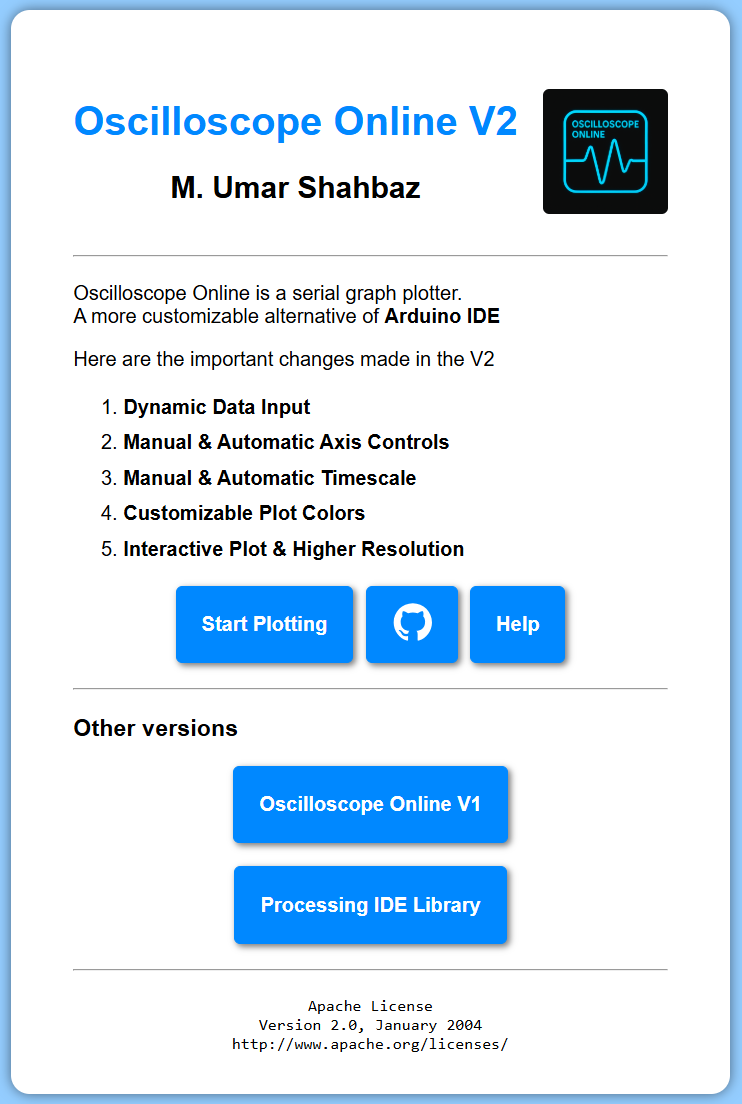 Oscilloscope Online V2
M. Umar Shahbaz
OSCILLOSCOPE
ONLINE
Oscilloscope Online is a serial graph plotter.
A more customizable alternative of Arduino IDE
Here are the important changes made in the V2
1. Dynamic Data Input
2. Manual & Automatic Axis Controls
3. Manual & Automatic Timescale
4. Customizable Plot Colors
5. Interactive Plot & Higher Resolution
Start Plotting
Help
Other versions
Oscilloscope Online V1
Processing IDE Library
Apache License
Version 2.0, January 2004
http://www.apache.org/licenses/